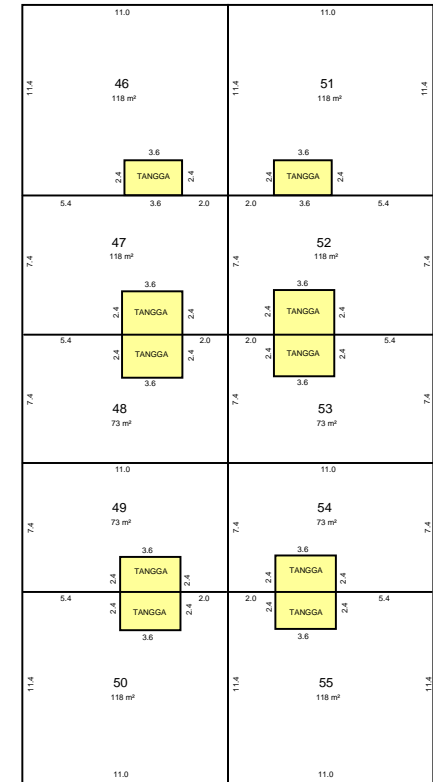 11.0 11.0
11.4 46 11.4 51 11.4
118 m² 118 m²
3.6 3.6
2.4 TANGGA 2.4 2.4 TANGGA 2.4
5.4 3.6 2.0 2.0 3.6 5.4
47 52
118 m² 118 m²
7.4 7.4 7.4
3.6 3.6
2.4 TANGGA 2.4 2.4 TANGGA 2.4
5.4 2.0 2.0 5.4
2.4 TANGGA 2.4 2.4 TANGGA 2.4
3.6 3.6
7.4 7.4 7.4
48 53
73 m² 73 m²
11.0 11.0
49 54
73 m² 73 m²
7.4 7.4 7.4
3.6 3.6
2.4 TANGGA 2.4 2.4 TANGGA 2.4
5.4 2.0 2.0 5.4
2.4 TANGGA 2.4 2.4 TANGGA 2.4
3.6 3.6
11.4 50 11.4 55 11.4
118 m² 118 m²
11.0 11.0